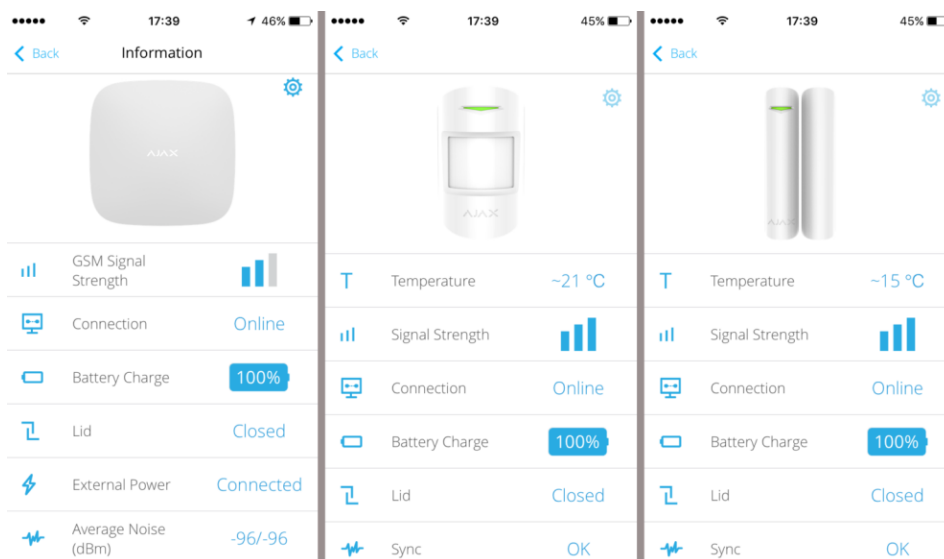 17:39
46%
Back
Information
AJAX
GSM Signal
Strength
Connection
Online
Battery Charge
100%
Lid
Closed
External Power
Connected
Average Noise
(dBm)
-96/-96
17:39
45%
Back
AJAX
Temperature
~21 °C
Signal Strength
Connection
Online
Battery Charge
100%
Lid
Closed
Sync
OK
17:39
45%
Back
AJAX
Temperature
~15 °C
Signal Strength
Connection
Online
Battery Charge
100%
Lid
Closed
Sync
OK